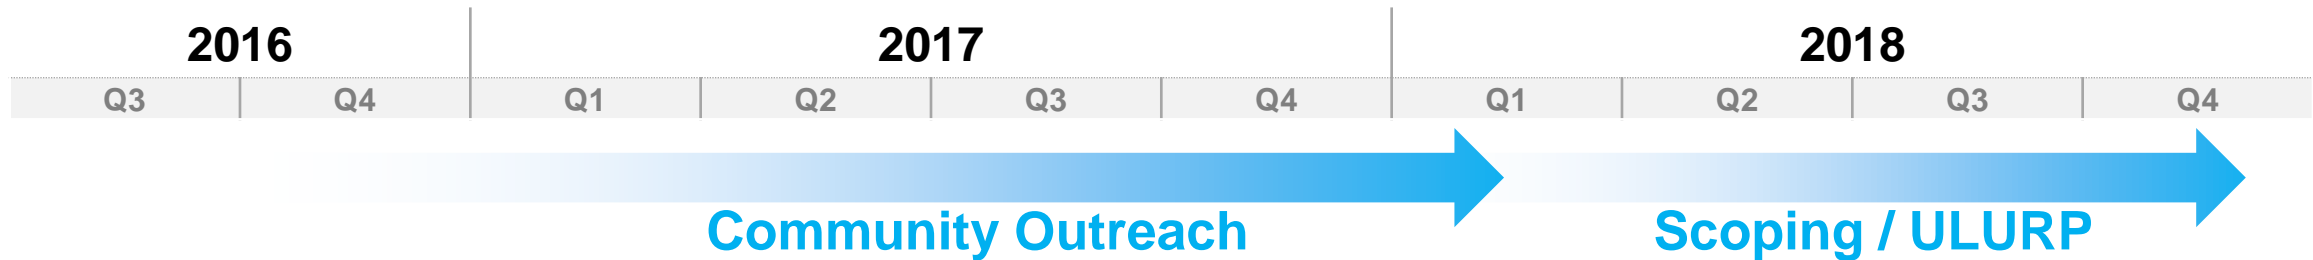 2016 2017 2018
Q3 Q4 Q1 Q2 Q3 Q4 Q1 Q2 Q3 Q4
Community Outreach Scoping / ULURP